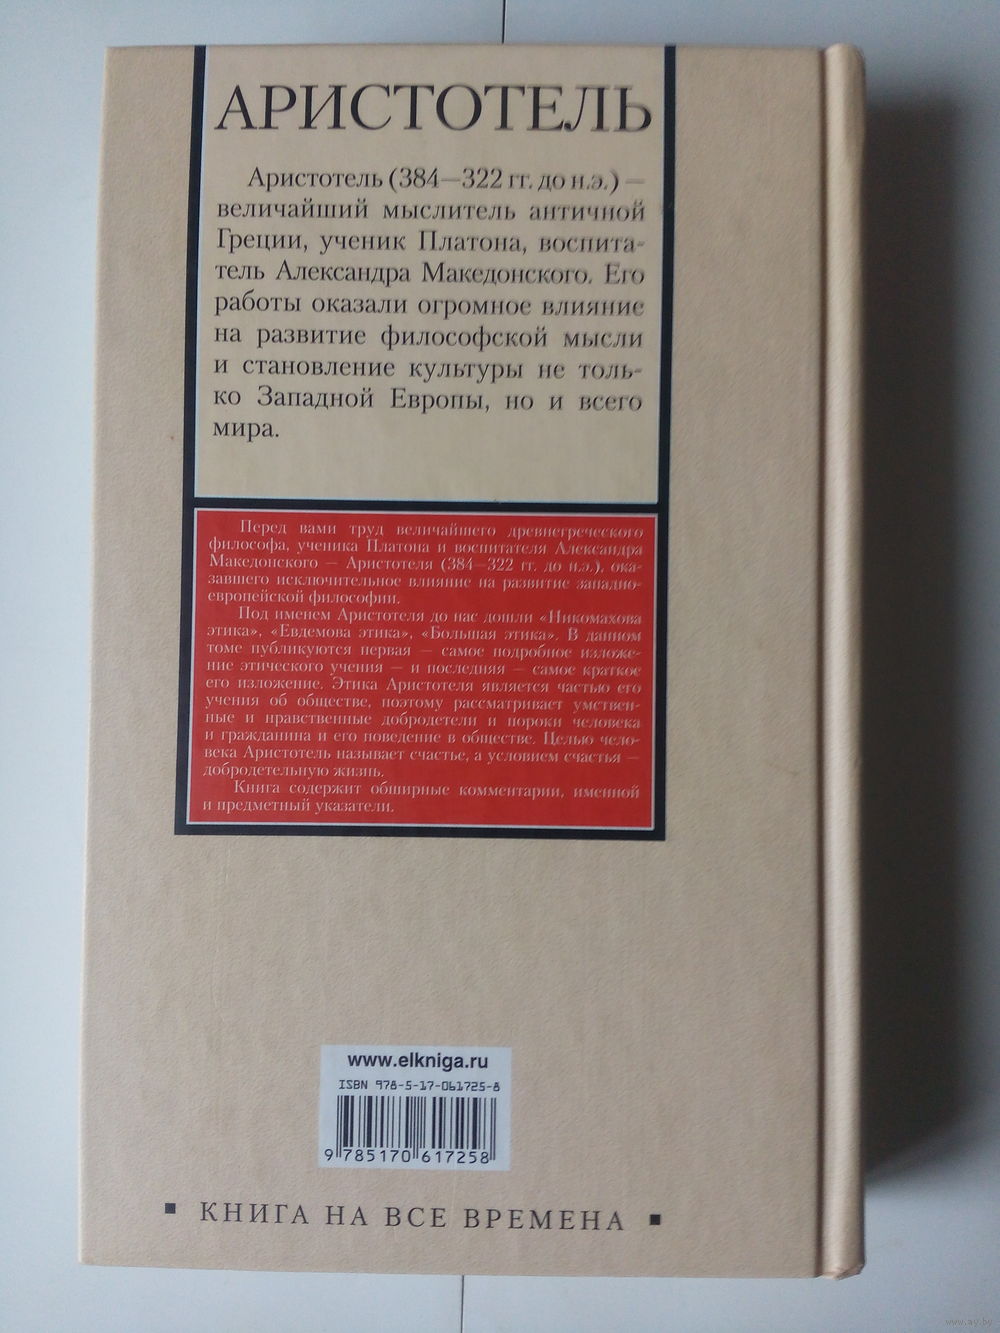 АРИСТОТЕЛЬ
Аристотель (384—322 гг. до н.э.) —
величайший мыслитель античной
Греции, ученик Платона, воспита-
тель Александра Македонского. Его
работы оказали огромное влияние
на развитие философской мысли
и становление культуры не толь-
ко Западной Европы, но и всего
мира.
Перед вами труд величайшего древнегреческого
философа, ученика Платона и воспитателя Александра
Македонского — Аристотеля (384—322 гг. до н.э.), ока-
завшего исключительное влияние на развитие западно-
европейской философии.
Под именем Аристотеля до нас дошли «Никомахова
этика», «Евдемова этика», «Большая этика». В данном
томе публикуются первая — самое подробное изложе-
ние этического учения — и последняя — самое краткое
его изложение. Этика Аристотеля является частью его
учения об обществе, поэтому рассматривает умствен-
ные и нравственные добродетели и пороки человека
и гражданина и его поведение в обществе. Целью чело-
века Аристотель называет счастье, а условием счастья —
добродетельную жизнь.
Книга содержит обширные комментарии, именной
и предметный указатели.
www.elkniga.ru
ISBN 978-5-17-061725-8
9 785170 617258
КНИГА НА ВСЕ ВРЕМЕНА
www.ay.by